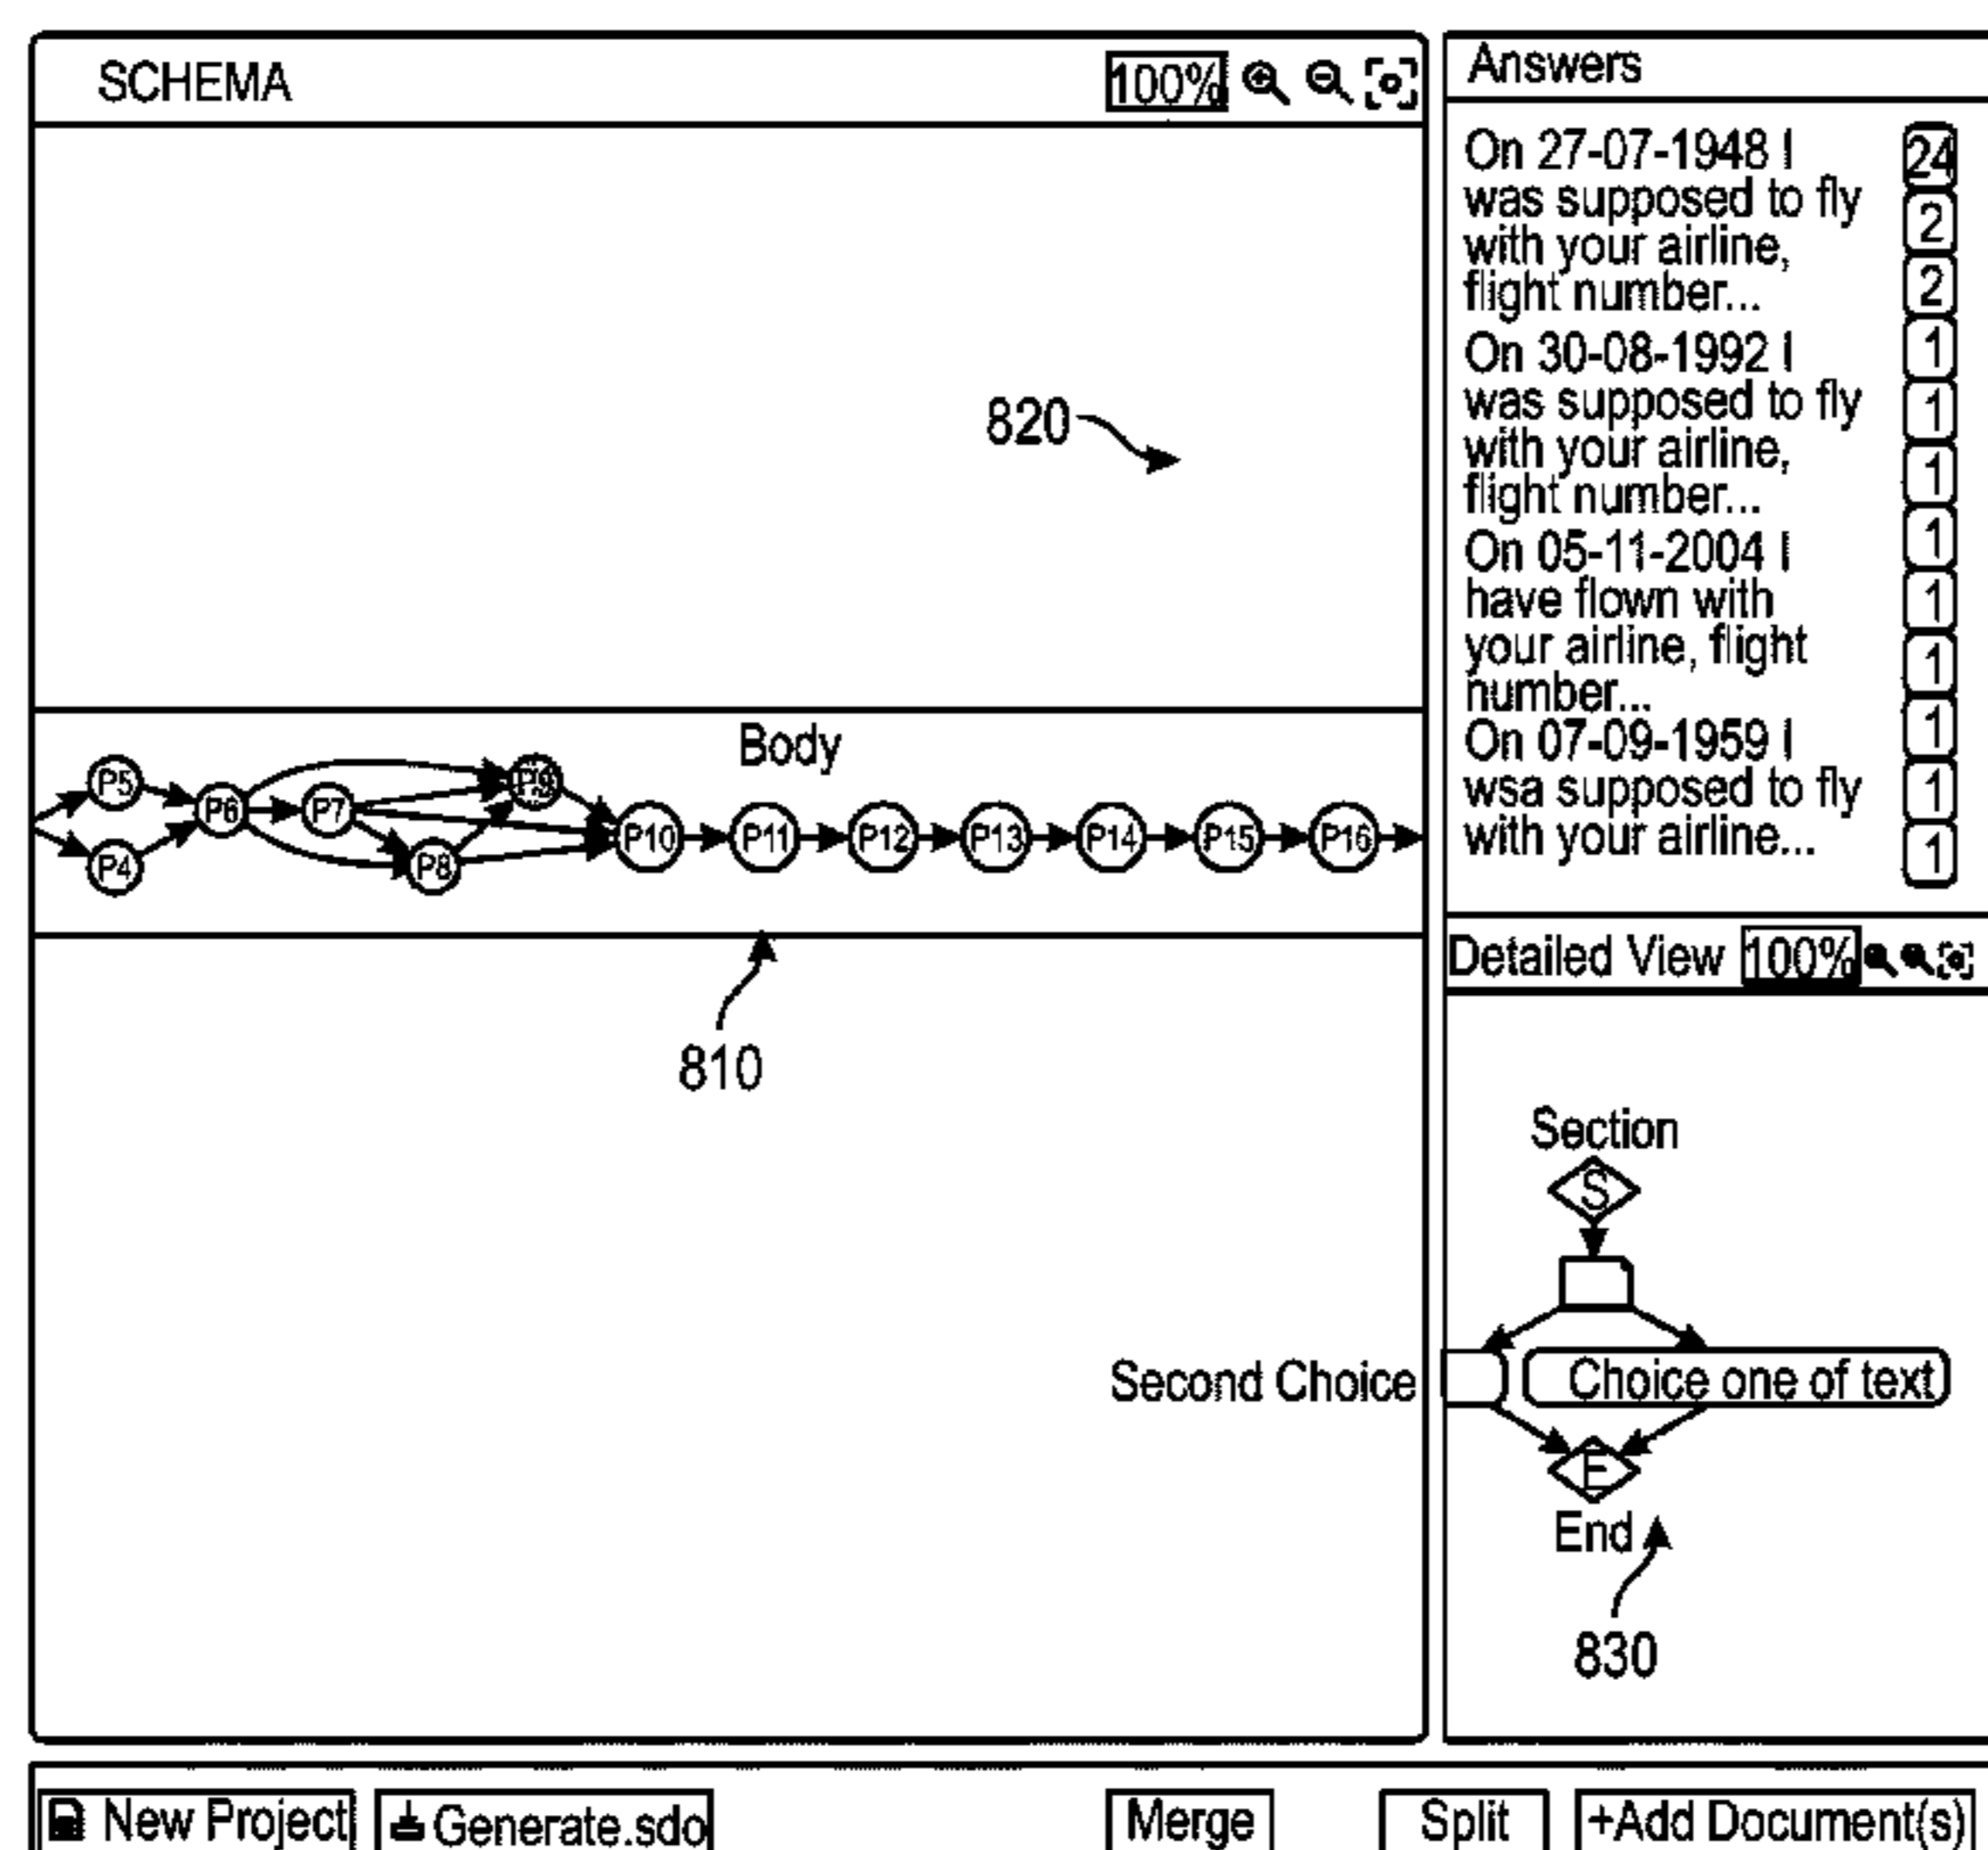 SCHEMA
100%
820
Body
P5
P4
P6
P7
P8
P9
P10
P11
P12
P13
P14
P15
P16
810
Answers
On 27-07-1948 I
was supposed to fly
with your airline,
flight number...
On 30-08-1992 I
was supposed to fly
with your airline,
flight number...
On 05-11-2004 I
have flown with
your airline, flight
number...
On 07-09-1959 I
wsa supposed to fly
with your airline...
24
2
2
1
1
1
1
1
1
1
1
1
Detailed View 100%
Section
S
Second Choice
Choice one of text
E
End
830
New Project
Generate.sdo
Merge
Split
+Add Document(s)